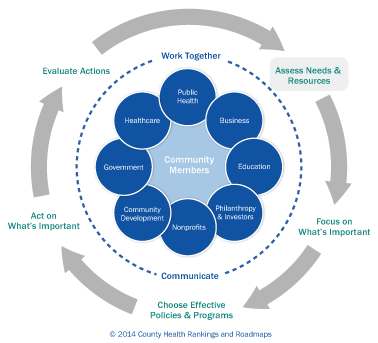 Work Together
Evaluate Actions
Assess Needs &
Resources
Public
Health
Healthcare
Business
Community
Members
Government
Education
Community
Development
Philanthropy
& Investors
Nonprofits
Act on
What's Important
Focus on
What's Important
Communicate
Choose Effective
Policies & Programs
© 2014 County Health Rankings and Roadmaps